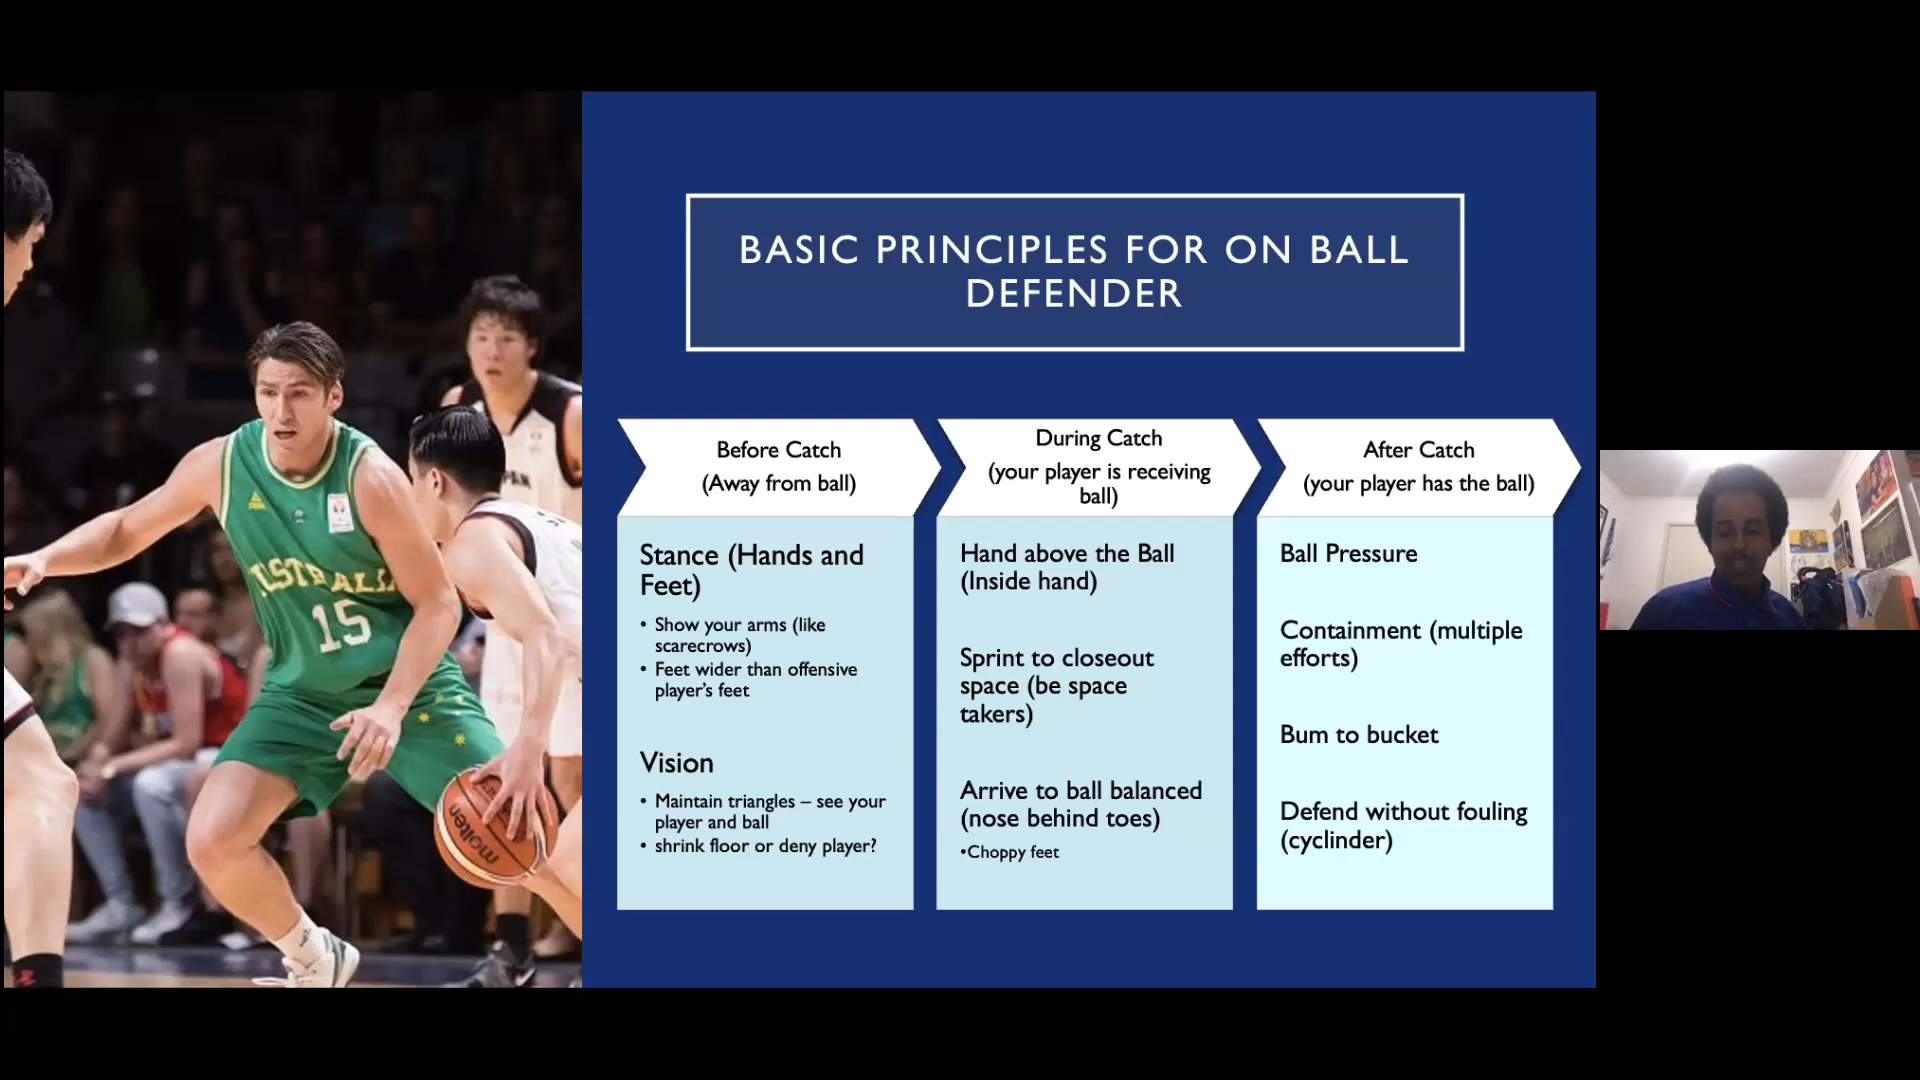 BASIC PRINCIPLES FOR ON BALL
DEFENDER
Before Catch
(Away from ball)
Stance (Hands and
Feet)
• Show your arms (like
scarecrows)
• Feet wider than offensive
player's feet
Vision
• Maintain triangles – see your
player and ball
• shrink floor or deny player?
During Catch
(your player is receiving
ball)
Hand above the Ball
(Inside hand)
Sprint to closeout
space (be space
takers)
Arrive to ball balanced
(nose behind toes)
•Choppy feet
After Catch
(your player has the ball)
Ball Pressure
Containment (multiple
efforts)
Bum to bucket
Defend without fouling
(cyclinder)
15
molten